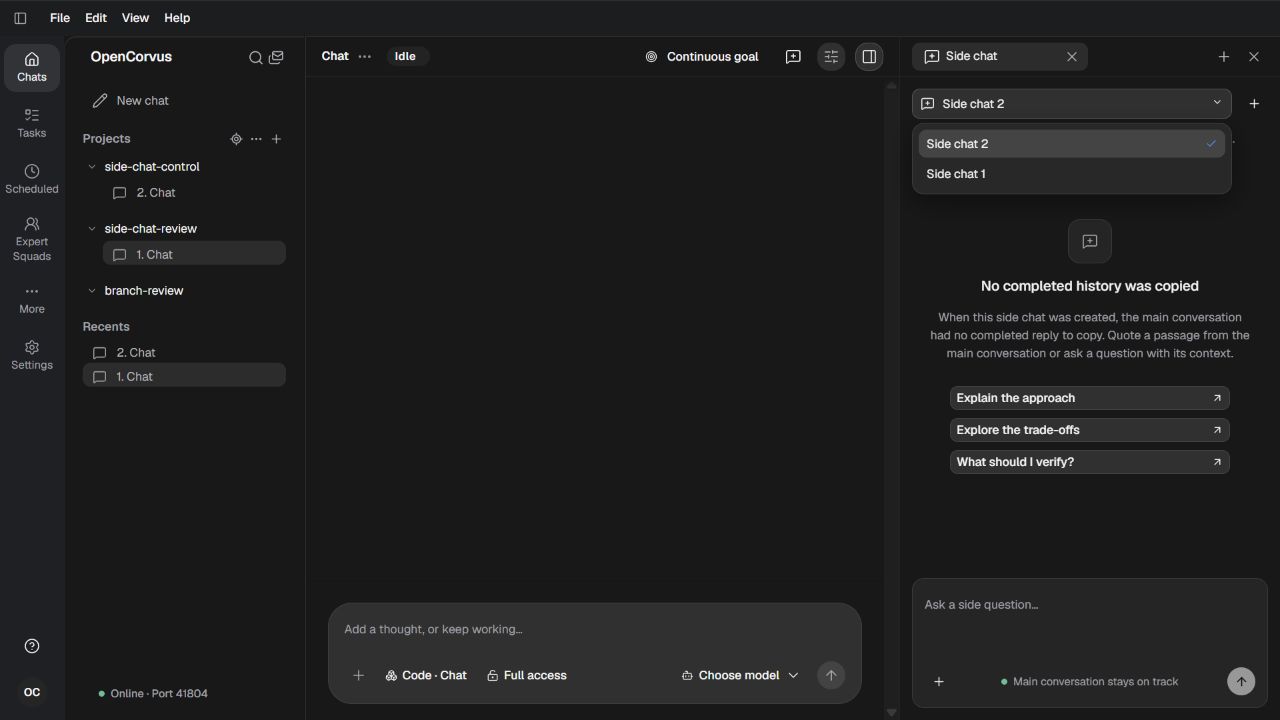 File Edit View Help
Chats
Tasks
Scheduled
Expert
Squads
More
Settings
OC
OpenCorvus
New chat
Projects
side-chat-control
2. Chat
side-chat-review
1. Chat
branch-review
Recents
2. Chat
1. Chat
Online · Port 41804
Chat Idle Continuous goal
Add a thought, or keep working...
Code · Chat Full access Choose model
Side chat
Side chat 2
Side chat 2
Side chat 1
No completed history was copied
When this side chat was created, the main conversation
had no completed reply to copy. Quote a passage from the
main conversation or ask a question with its context.
Explain the approach
Explore the trade-offs
What should I verify?
Ask a side question...
Main conversation stays on track